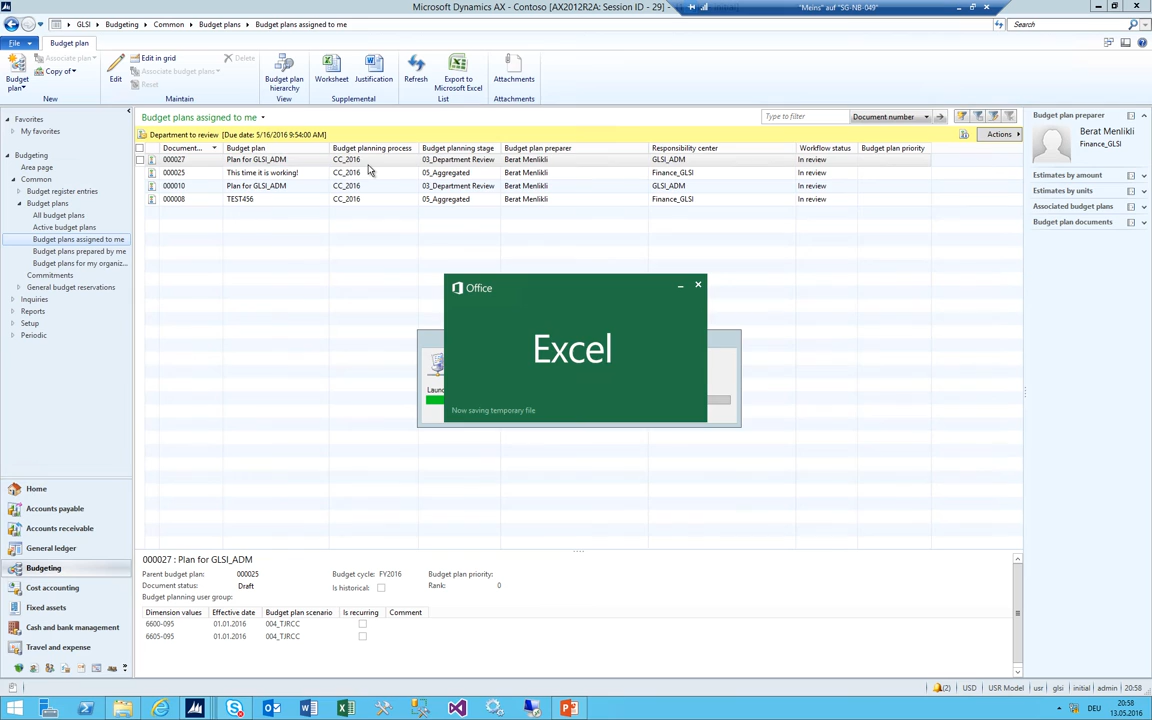 Microsoft Dynamics AX - Contoso [AX2012R2A: Session ID - 29] -
"Meins" auf "SG-NB-049"
GLSI ▸ Budgeting ▸ Common ▸ Budget plans ▸ Budget plans assigned to me
Search
File
Budget plan
Budget plan
Associate plan
Copy of
New
Edit
Edit in grid
Associate budget plans
Reset
Delete
Maintain
Budget plan hierarchy
View
Worksheet
Justification
Supplemental
Refresh
Export to Microsoft Excel
List
Attachments
Attachments
Favorites
My favorites
Budgeting
Area page
Common
Budget register entries
Budget plans
All budget plans
Active budget plans
Budget plans assigned to me
Budget plans prepared by me
Budget plans for my organiz...
Commitments
General budget reservations
Inquiries
Reports
Setup
Periodic
Home
Accounts payable
Accounts receivable
General ledger
Budgeting
Cost accounting
Fixed assets
Cash and bank management
Travel and expense
Budget plans assigned to me
Type to filter
Document number
Department to review [Due date: 5/16/2016 9:54:00 AM]
Actions
Document... Budget plan Budget planning process Budget planning stage Budget plan preparer Responsibility center Workflow status Budget plan priority
000027 Plan for GLSI_ADM CC_2016 03_Department Review Berat Menlikli GLSI_ADM In review
000025 This time it is working! CC_2016 05_Aggregated Berat Menlikli Finance_GLSI In review
000010 Plan for GLSI_ADM CC_2016 03_Department Review Berat Menlikli GLSI_ADM In review
000008 TEST456 CC_2016 05_Aggregated Berat Menlikli Finance_GLSI In review
Office
Excel
Now saving temporary file
Laun
000027 : Plan for GLSI_ADM
Parent budget plan: 000025 Budget cycle: FY2016 Budget plan priority:
Document status: Draft Is historical: Rank: 0
Budget planning user group:
Dimension values Effective date Budget plan scenario Is recurring Comment
6600-095 01.01.2016 004_TJRCC
6605-095 01.01.2016 004_TJRCC
Budget plan preparer
Berat Menlikli
Finance_GLSI
Estimates by amount
Estimates by units
Associated budget plans
Budget plan documents
(2) USD USR Model usr glsi initial admin 20:58
DEU
20:58
13.05.2016